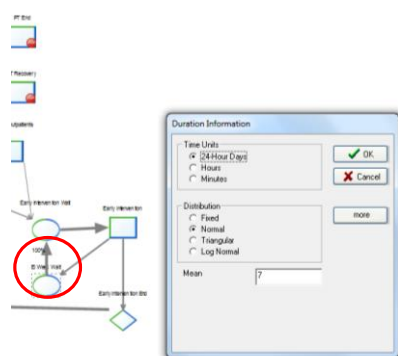 PT End
Recovery
Early Intervention Wait
Early Intervention
100%
Early Intervention End
Duration Information
Time Units
24-Hour Days
Hours
Minutes
OK
Cancel
Distribution
Fixed
Normal
Triangular
Log Normal
more
Mean
7